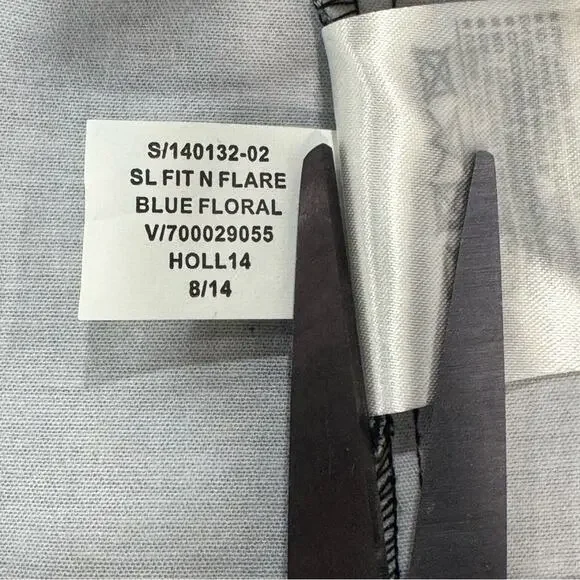 S/140132-02
SL FIT N FLARE
BLUE FLORAL
V/700029055
HOLL14
8/14